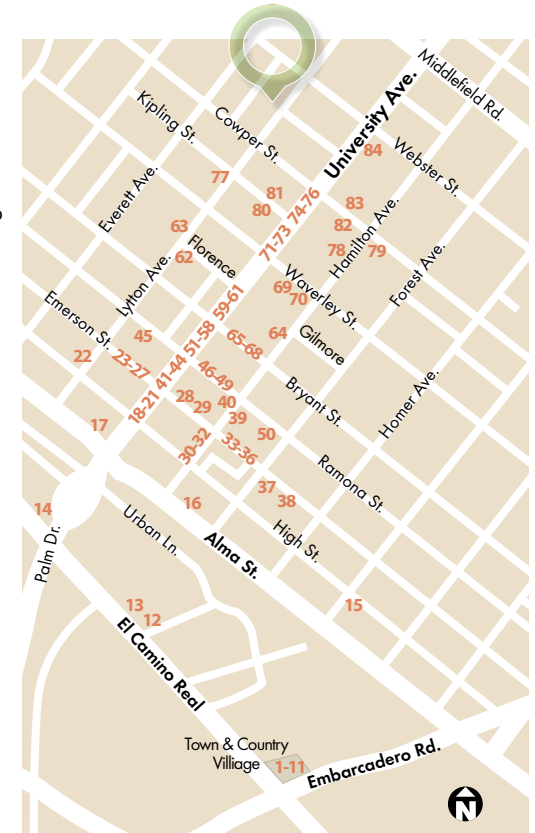 Middlefield Rd.
Kipling St.
Cowper St.
University Ave.
84
Webster St.
77
81
80
74-76
83
82
Everett Ave.
63
62
Florence
71-73
78
79
Hamilton Ave.
Lytton Ave.
Waverley St.
69
70
Forest Ave.
59-61
Emerson St.
45
22
23-27
51-58
65-68
64
Gilmore
41-44
46-49
18-21
28
29
40
39
Bryant St.
Homer Ave.
17
30-32
33-36
50
Ramona St.
14
16
37
38
Palm Dr.
Urban Ln.
Alma St.
High St.
13
12
15
El Camino Real
Town & Country
Villiage
1-11
Embarcadero Rd.
N